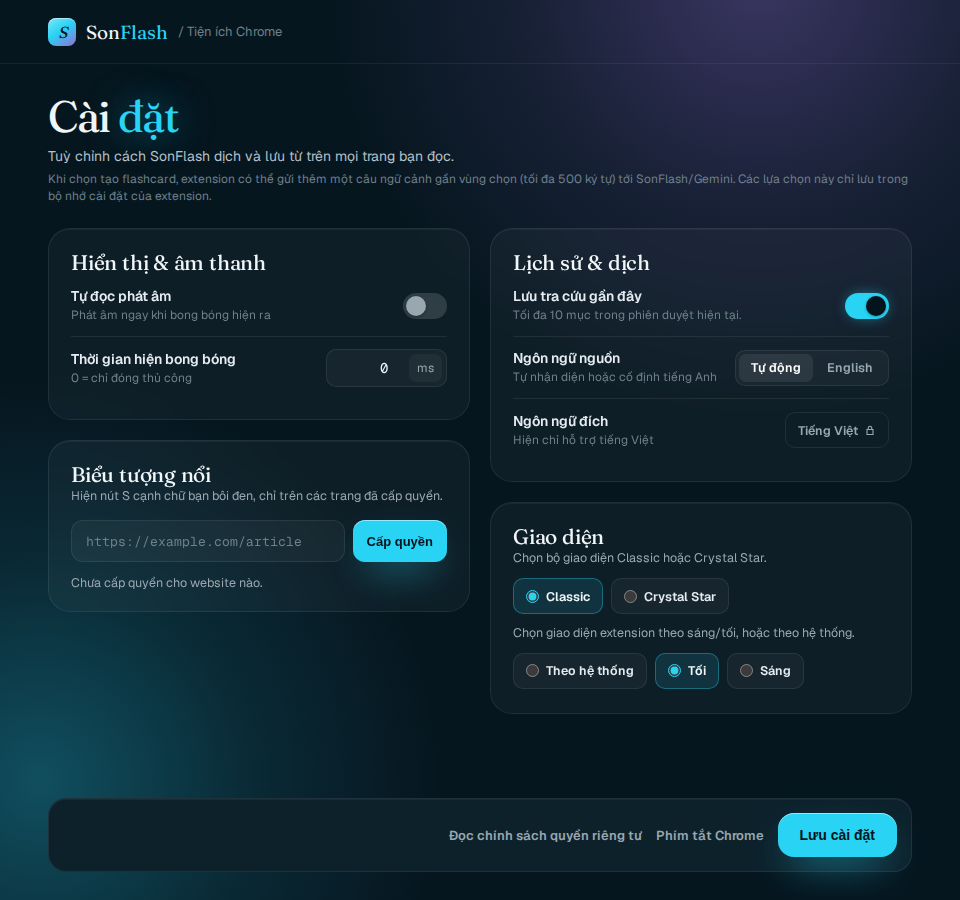 S SonFlash / Tiện ích Chrome
Cài đặt
Tuỳ chỉnh cách SonFlash dịch và lưu từ trên mọi trang bạn đọc.
Khi chọn tạo flashcard, extension có thể gửi thêm một câu ngữ cảnh gần vùng chọn (tối đa 500 ký tự) tới SonFlash/Gemini. Các lựa chọn này chỉ lưu trong
bộ nhớ cài đặt của extension.
Hiển thị & âm thanh
Tự đọc phát âm
Phát âm ngay khi bong bóng hiện ra
Thời gian hiện bong bóng
0 = chỉ đóng thủ công
0 ms
Biểu tượng nổi
Hiện nút S cạnh chữ bạn bôi đen, chỉ trên các trang đã cấp quyền.
https://example.com/article
Cấp quyền
Chưa cấp quyền cho website nào.
Lịch sử & dịch
Lưu tra cứu gần đây
Tối đa 10 mục trong phiên duyệt hiện tại.
Ngôn ngữ nguồn
Tự nhận diện hoặc cố định tiếng Anh
Tự động English
Ngôn ngữ đích
Hiện chỉ hỗ trợ tiếng Việt
Tiếng Việt
Giao diện
Chọn bộ giao diện Classic hoặc Crystal Star.
Classic Crystal Star
Chọn giao diện extension theo sáng/tối, hoặc theo hệ thống.
Theo hệ thống Tối Sáng
Đọc chính sách quyền riêng tư Phím tắt Chrome Lưu cài đặt